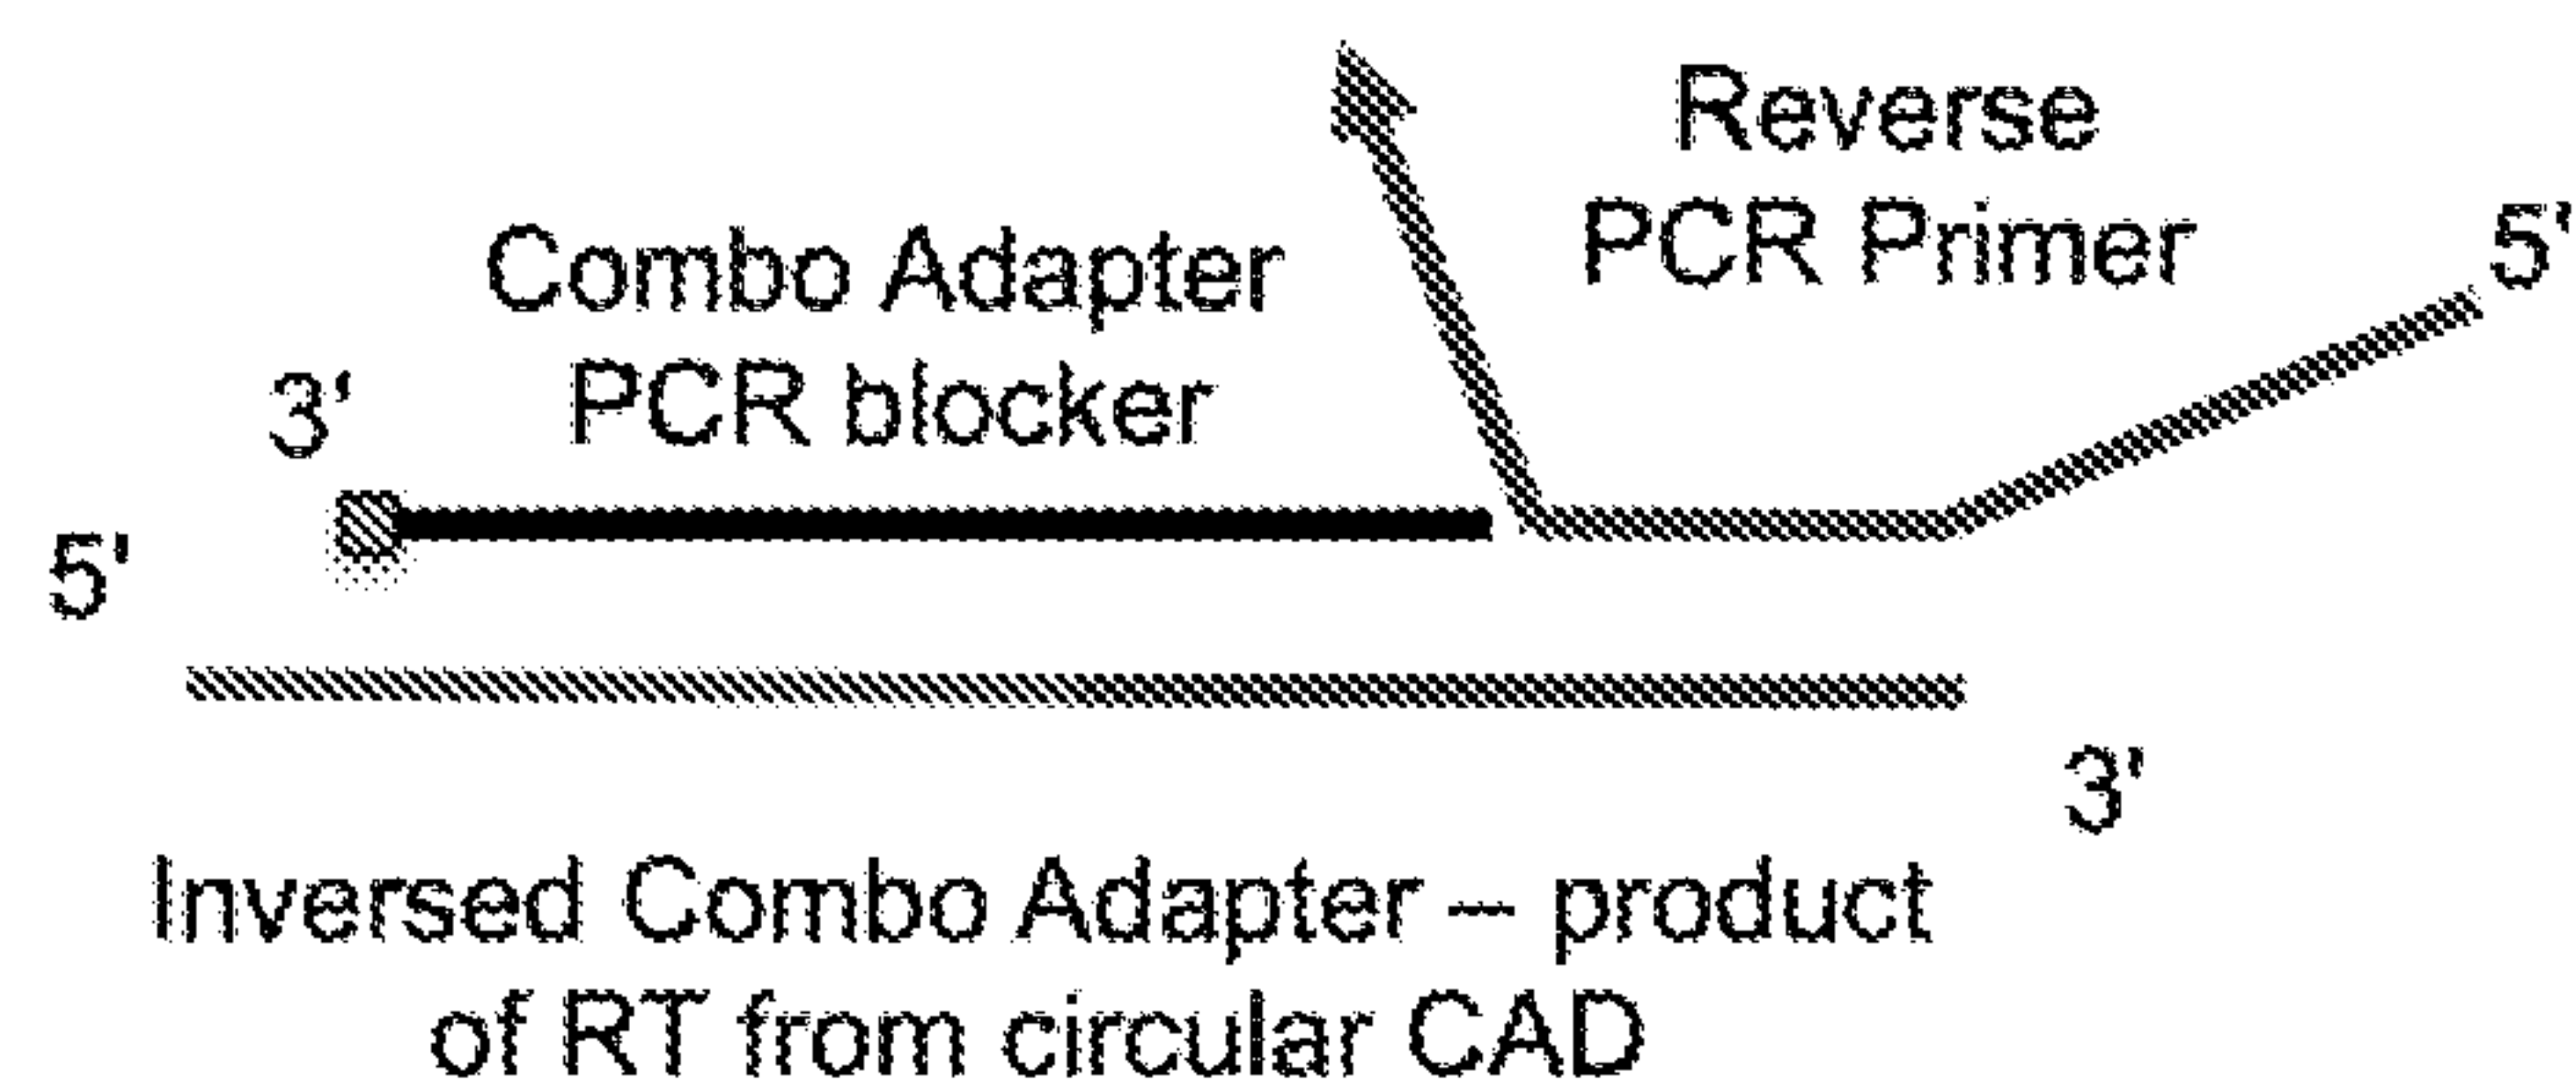 Reverse
PCR Primer
5'
Combo Adapter
PCR blocker
3'
5'
3'
Inversed Combo Adapter – product
of RT from circular CAD